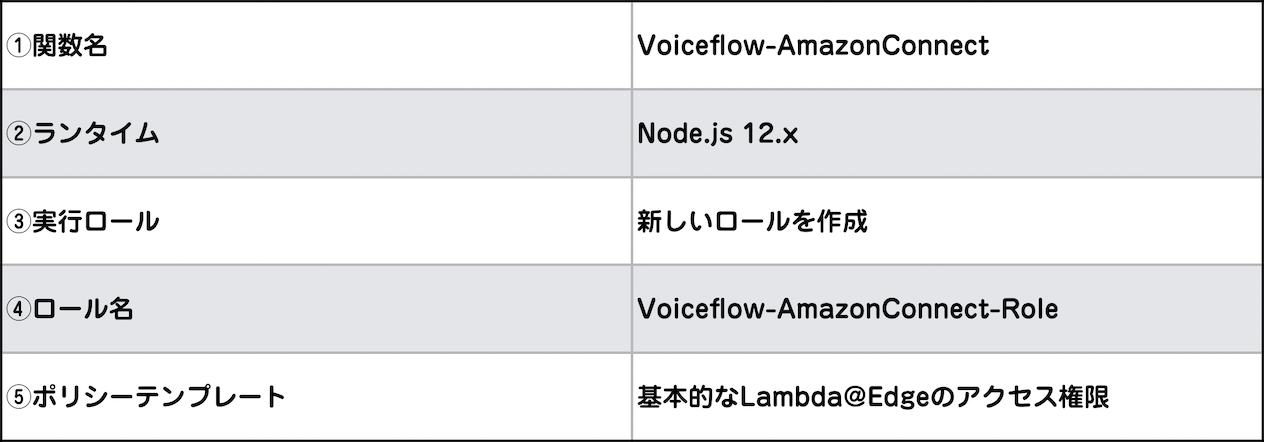 ①関数名 Voiceflow-AmazonConnect
②ランタイム Node.js 12.x
③実行ロール 新しいロールを作成
④ロール名 Voiceflow-AmazonConnect-Role
⑤ポリシーテンプレート 基本的なLambda@Edgeのアクセス権限